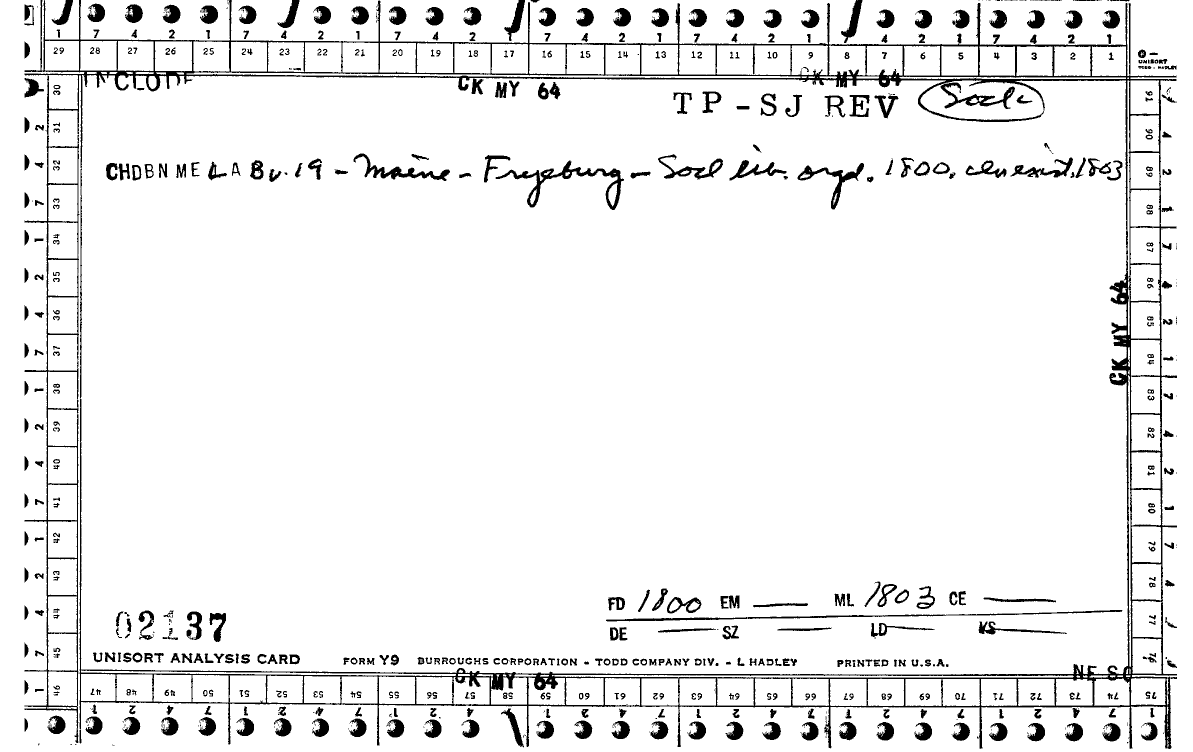 1 7 4 2 1 7 4 2 1 7 4 2 1 7 4 2 1 7 4 2 1 7 4 2 1 7 4 2 1
29 28 27 26 25 24 23 22 21 20 19 18 17 16 15 14 13 12 11 10 9 8 7 6 5 4 3 2 1
UNISORT
TODD - HADLEY
INCLUDE CK MY 64 CK MY 64
TP-SJ REV Socl
CHDBN ME LA Bu. 19 - Maine - Fryeburg - Socl lib. orgd. 1800, 1803
CK MY 64
FD 1800 EM — ML 1803 CE —
DE — SZ — LD — VS —
02137
UNISORT ANALYSIS CARD FORM Y9 BURROUGHS CORPORATION - TODD COMPANY DIV. - L HADLEY PRINTED IN U.S.A.
CK MY 64 NE SO
30 31 32 33 34 35 36 37 38 39 40 41 42 43 44 45 46
47 48 49 50 51 52 53 54 55 56 57 58 59 60 61 62 63 64 65 66 67 68 69 70 71 72 73 74 75
76 77 78 79 80 81 82 83 84 85 86 87 88 89 90 91